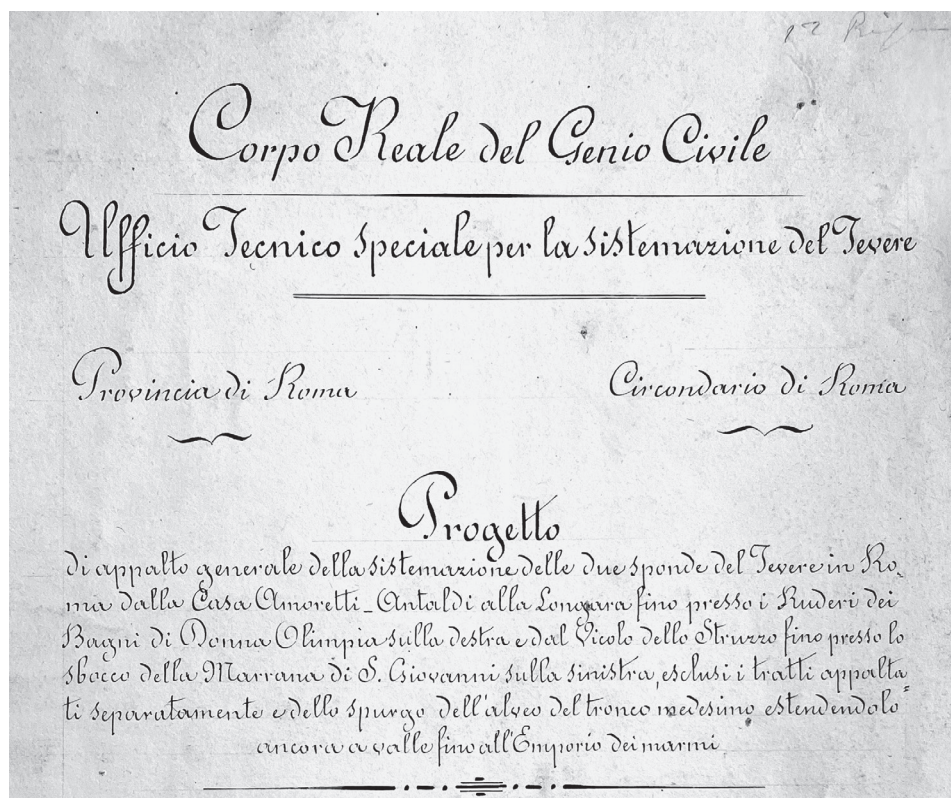 Corpo Reale del Genio Civile
Ufficio Tecnico speciale per la sistemazione del Tevere
Provincia di Roma
Circondario di Roma
Progetto
di appalto generale della sistemazione delle due sponde del Tevere in Ro-
ma dalla Casa Amoretti-Antaldi alla Longara fino presso i Ruderi dei
Bagni di Donna Olimpia sulla destra e dal Vicolo dello Struzzo fino presso lo
sbocco della Marrana di S. Giovanni sulla sinistra, esclusi i tratti appalta=
ti separatamente e dello spurgo dell'alveo del tronco medesimo estendendolo
ancora a valle fino all'Emporio dei marmi